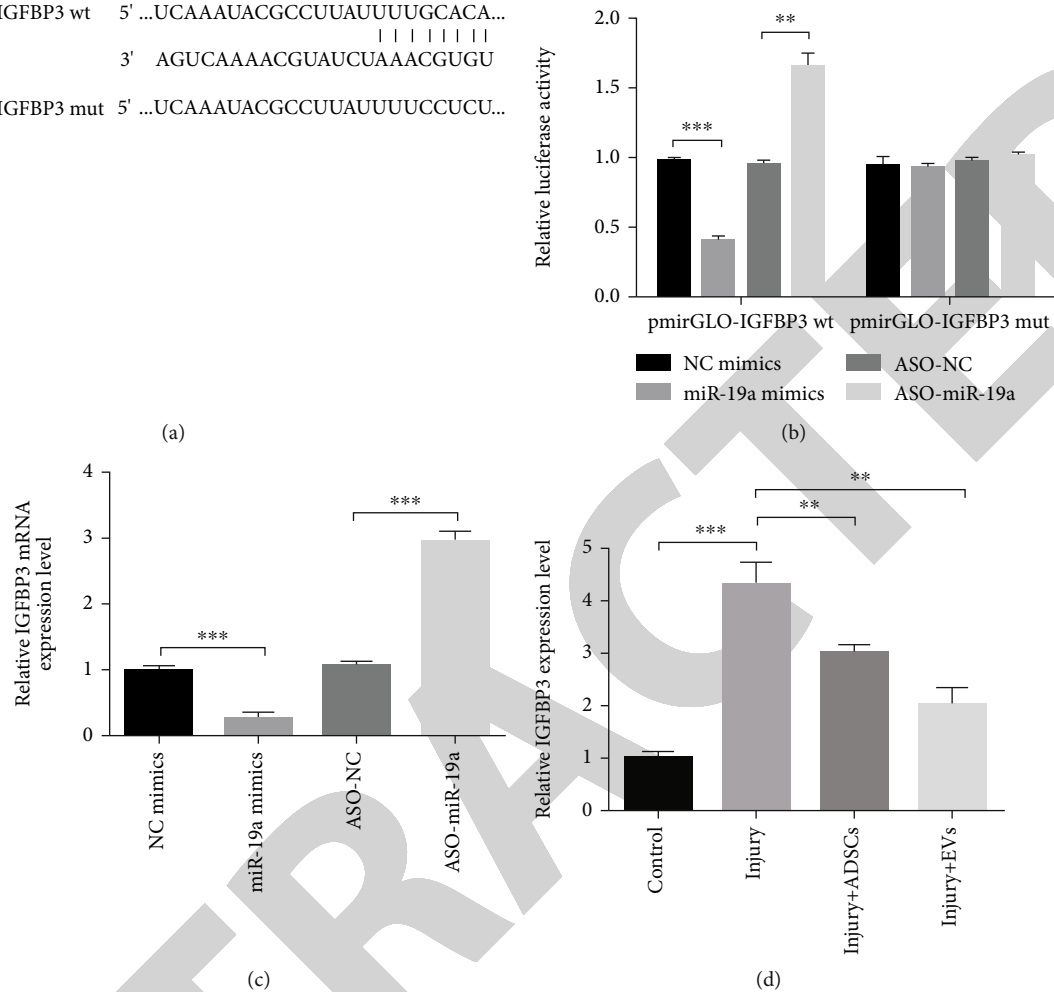 IGFBP3 wt 5' ...UCAAAUACGCCUUAUUUUGCACA...
3' AGUCAAAACGUAUCUAAACGUGU
IGFBP3 mut 5' ...UCAAAUACGCCUUAUUUUCCUCU...
(a)
Relative luciferase activity
2.0
1.5
1.0
0.5
0.0
***
**
pmirGLO-IGFBP3 wt pmirGLO-IGFBP3 mut
NC mimics ASO-NC
miR-19a mimics ASO-miR-19a
(b)
Relative IGFBP3 mRNA
expression level
4
3
2
1
0
***
***
NC mimics
miR-19a mimics
ASO-NC
ASO-miR-19a
(c)
Relative IGFBP3 expression level
5
4
3
2
1
0
***
**
**
Control
Injury
Injury+ADSCs
Injury+EVs
(d)
TRACTE